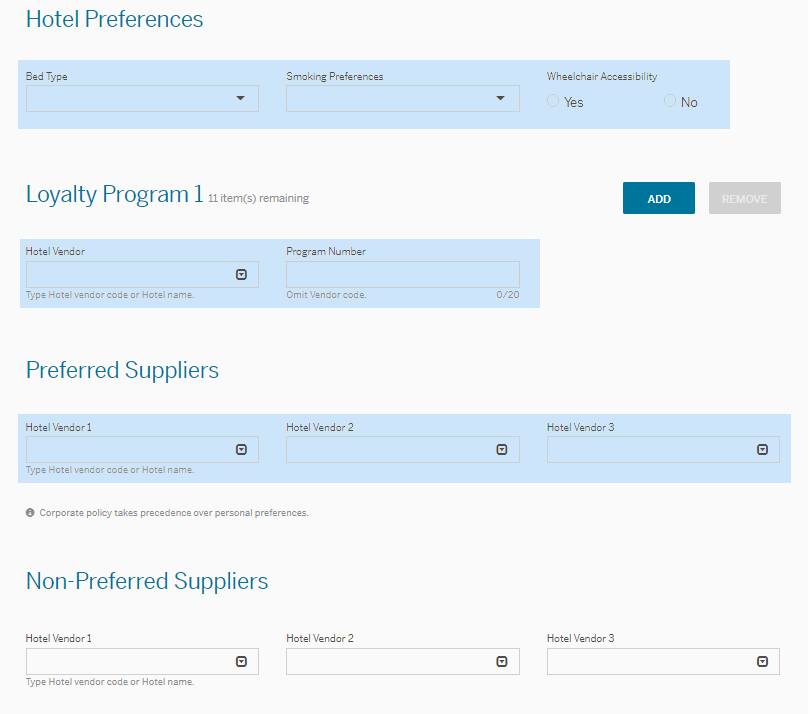 Hotel Preferences
Bed Type Smoking Preferences Wheelchair Accessibility
Yes No
Loyalty Program 1 11 item(s) remaining ADD REMOVE
Hotel Vendor Program Number
Type Hotel vendor code or Hotel name. Omit Vendor code. 0/20
Preferred Suppliers
Hotel Vendor 1 Hotel Vendor 2 Hotel Vendor 3
Type Hotel vendor code or Hotel name.
Corporate policy takes precedence over personal preferences.
Non-Preferred Suppliers
Hotel Vendor 1 Hotel Vendor 2 Hotel Vendor 3
Type Hotel vendor code or Hotel name.